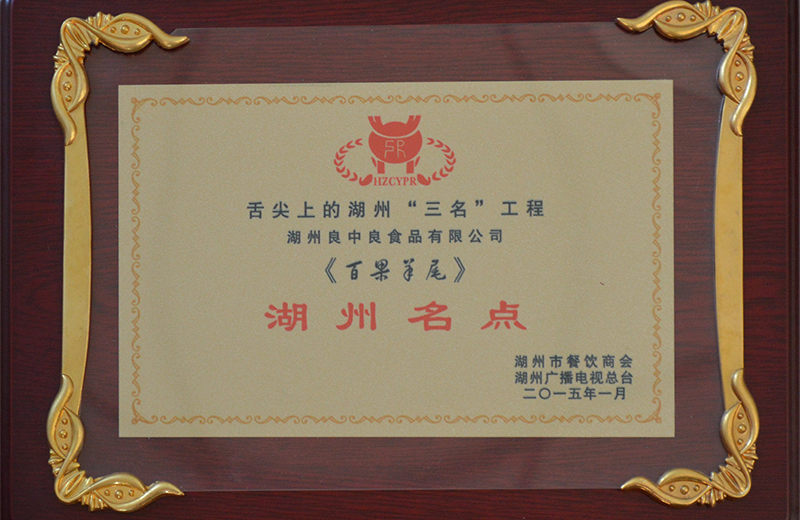 HZCYPR
舌尖上的湖州“三名”工程
湖州良中良食品有限公司
《百果羊尾》
湖州名点
湖州市餐饮商会
湖州广播电视总台
二〇一五年一月